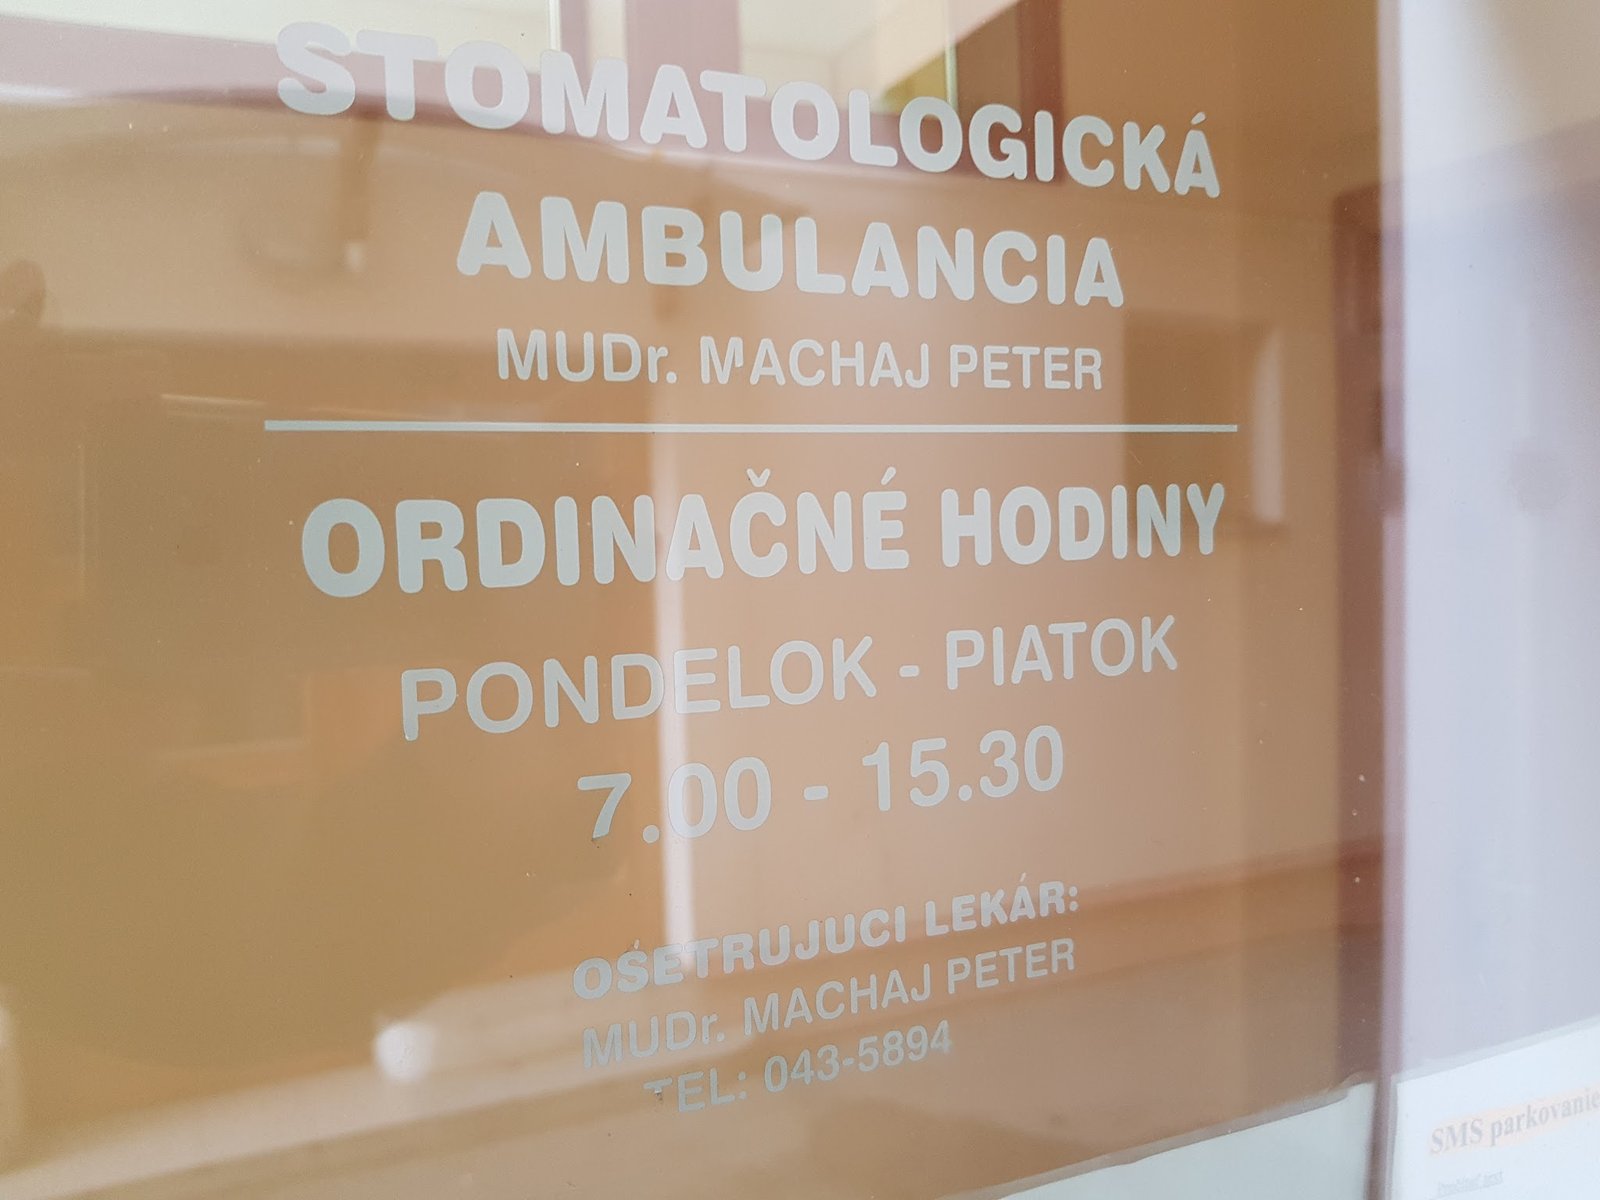 STOMATOLOGICKÁ
AMBULANCIA
MUDr. MACHAJ PETER
ORDINAČNÉ HODINY
PONDELOK - PIATOK
7.00 - 15.30
OŚETRUJUCI LEKÁR:
MUDr. MACHAJ PETER
TEL: 043-5894
SMS parkovanie